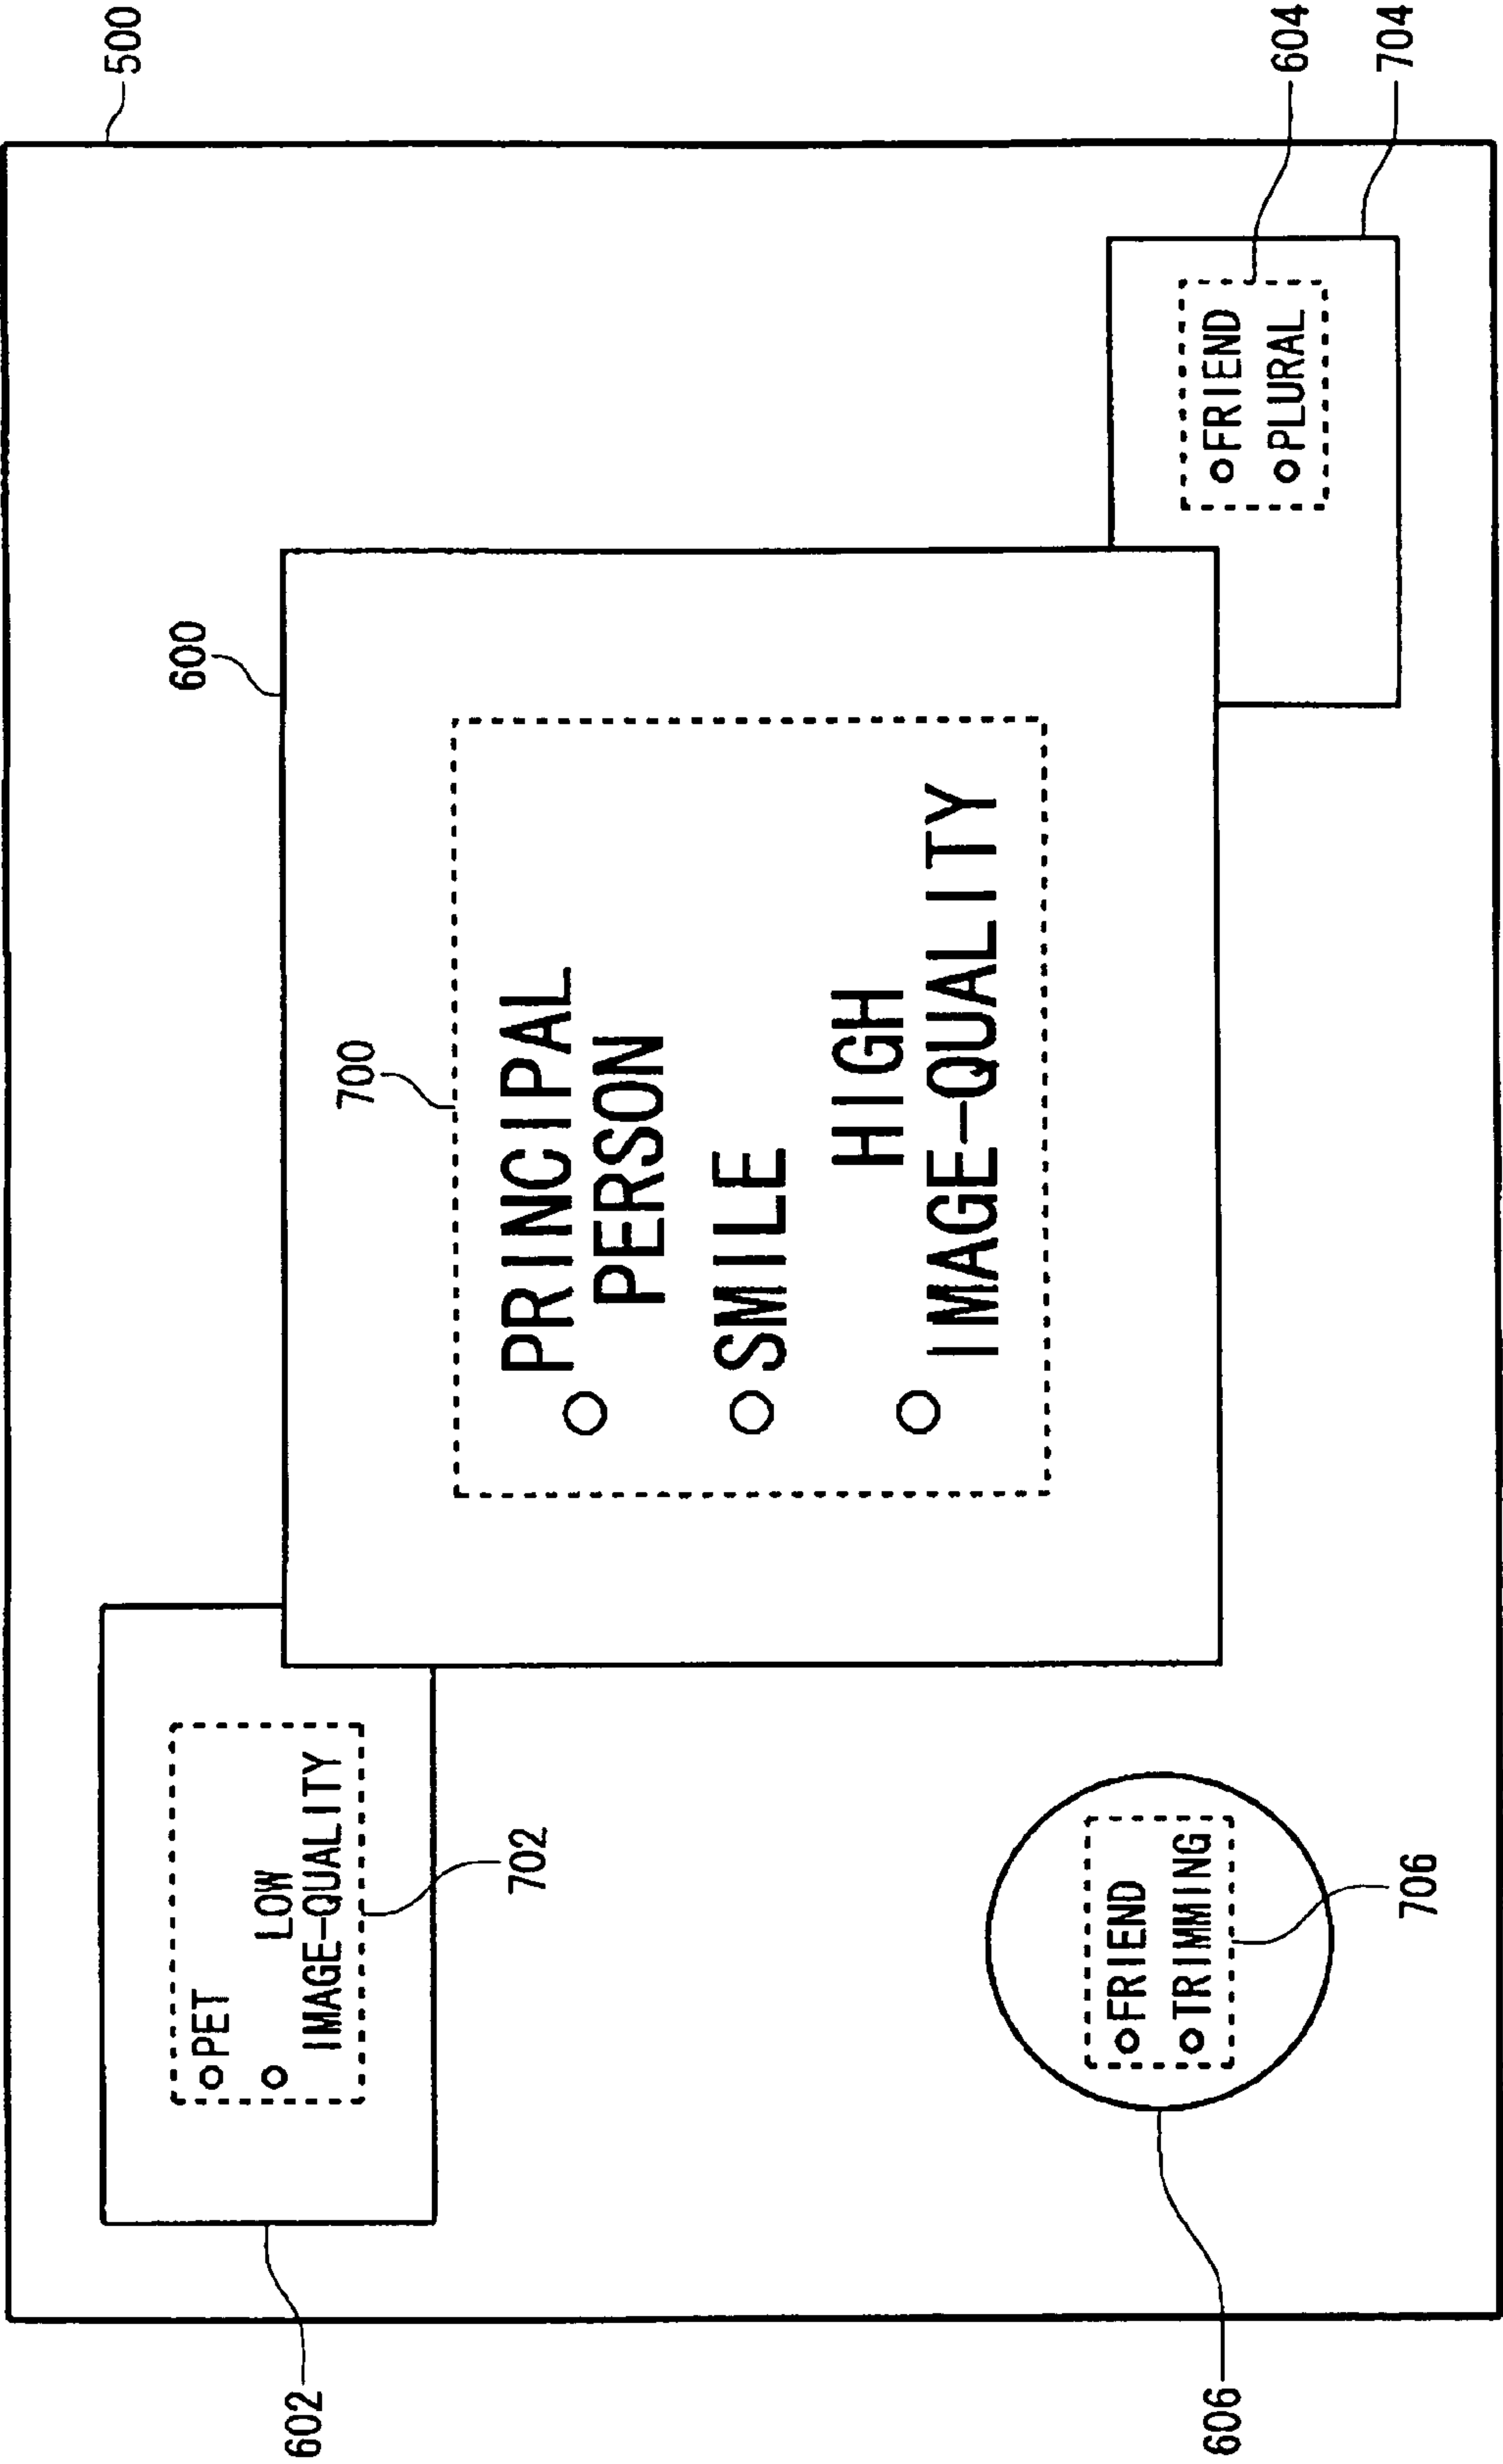 500
600
700
○ PRINCIPAL
PERSON
○ SMILE
○ HIGH
IMAGE-QUALITY
602
○PET
○ LOW
IMAGE-QUALITY
702
606
○FRIEND
○TRIMMING
706
○FRIEND
○PLURAL
604
704